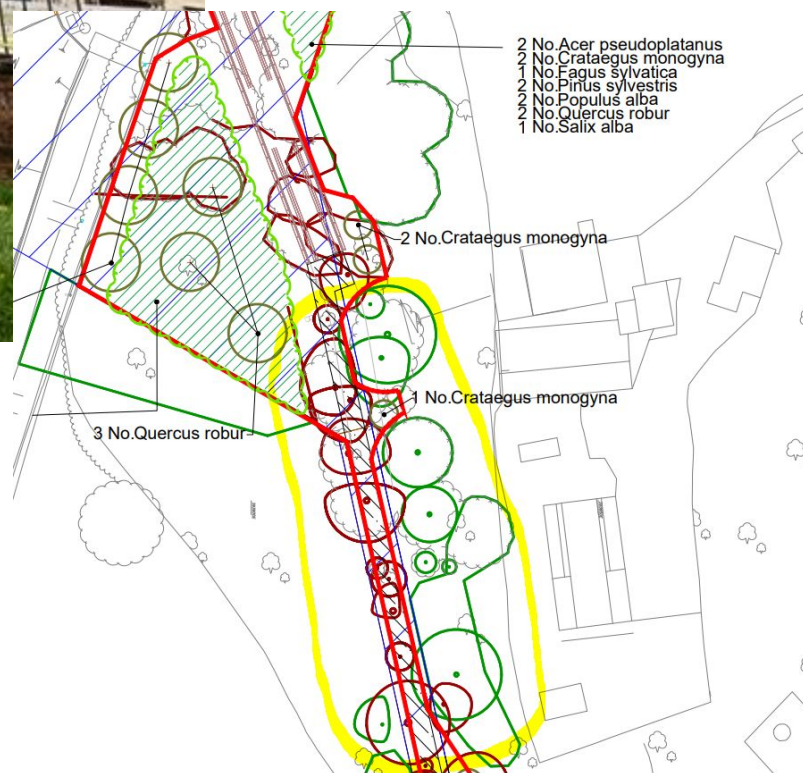 2 No.Acer pseudoplatanus
2 No.Crataegus monogyna
1 No.Fagus sylvatica
2 No.Pinus sylvestris
2 No.Populus alba
2 No.Quercus robur
1 No.Salix alba
2 No.Crataegus monogyna
1 No.Crataegus monogyna
3 No.Quercus robur